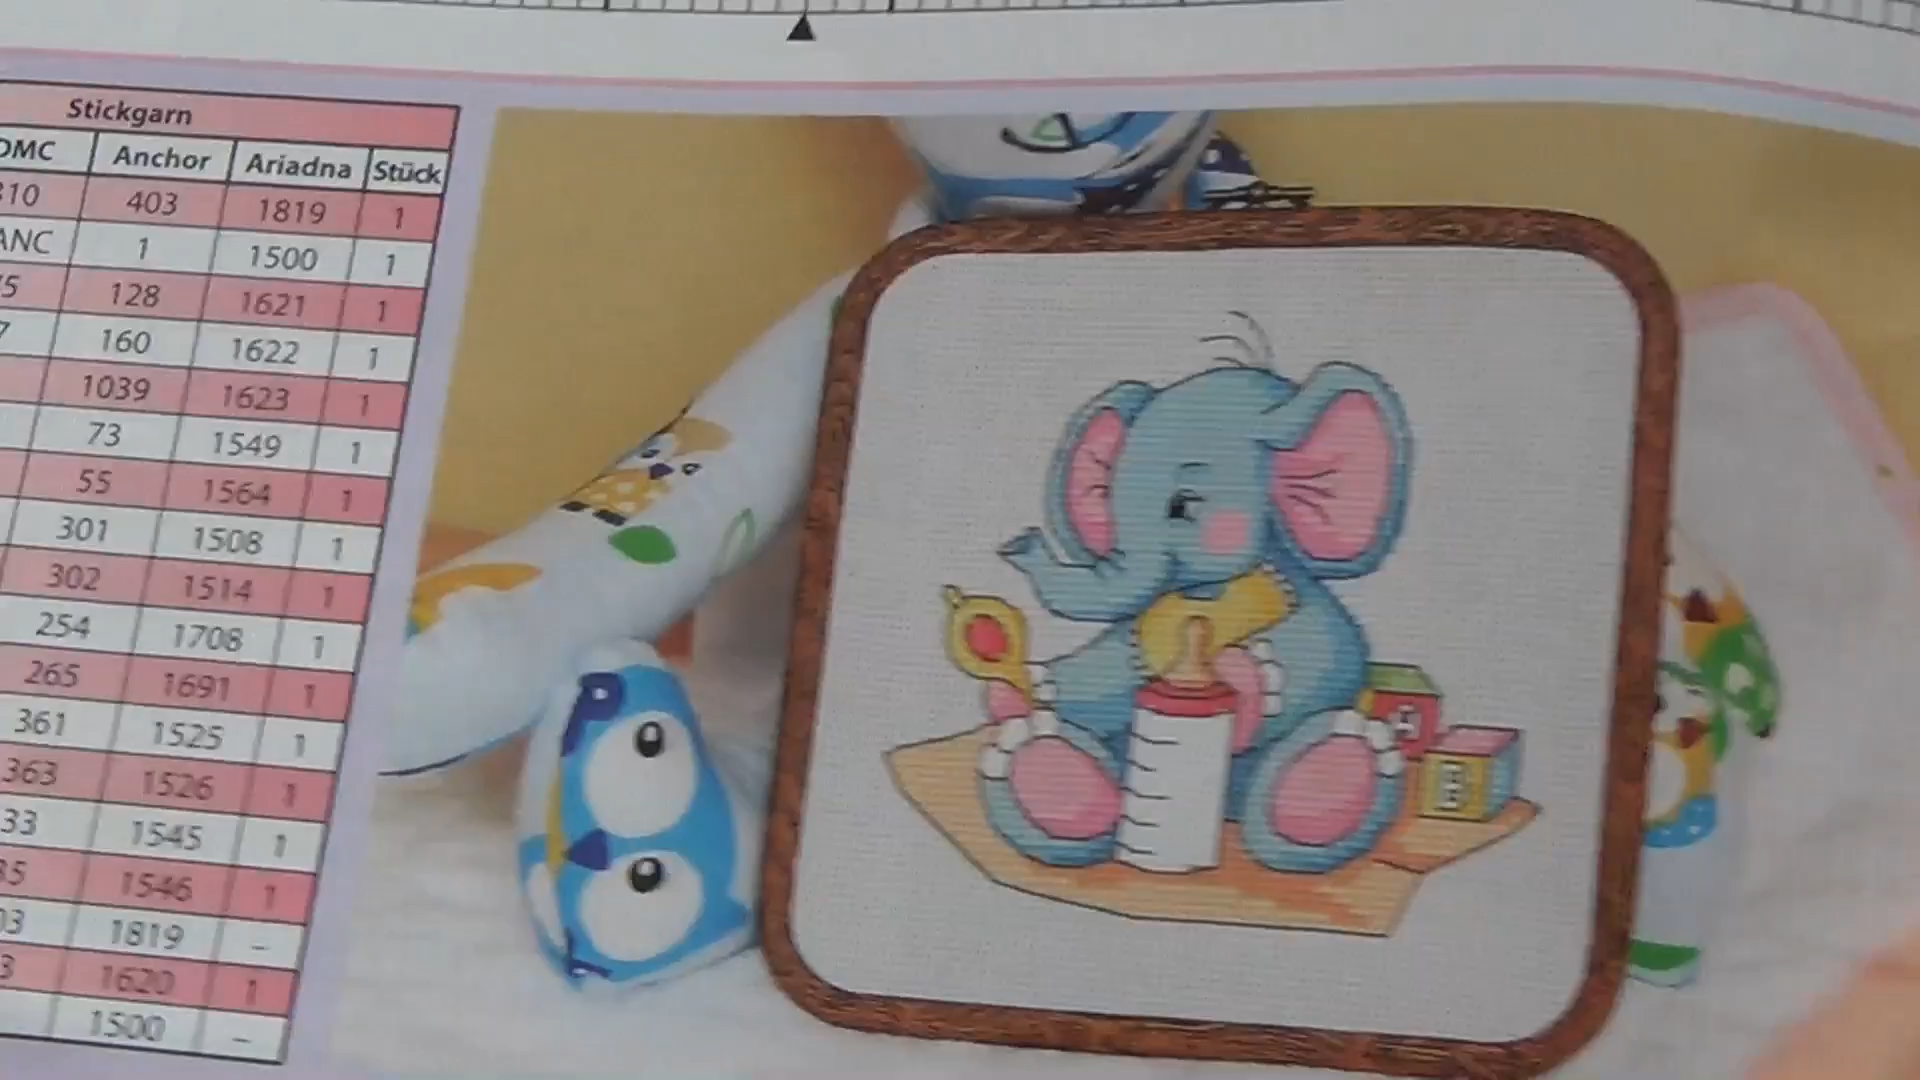 Stickgarn
DMC Anchor Ariadna Stück
310 403 1819 1
1 1500 1
128 1621 1
160 1622 1
1039 1623 1
73 1549 1
55 1564 1
301 1508 1
302 1514 1
254 1708 1
265 1691 1
361 1525 1
363 1526 1
1545 1
1546 1
1819 –
1620 1
1500 –
A
B